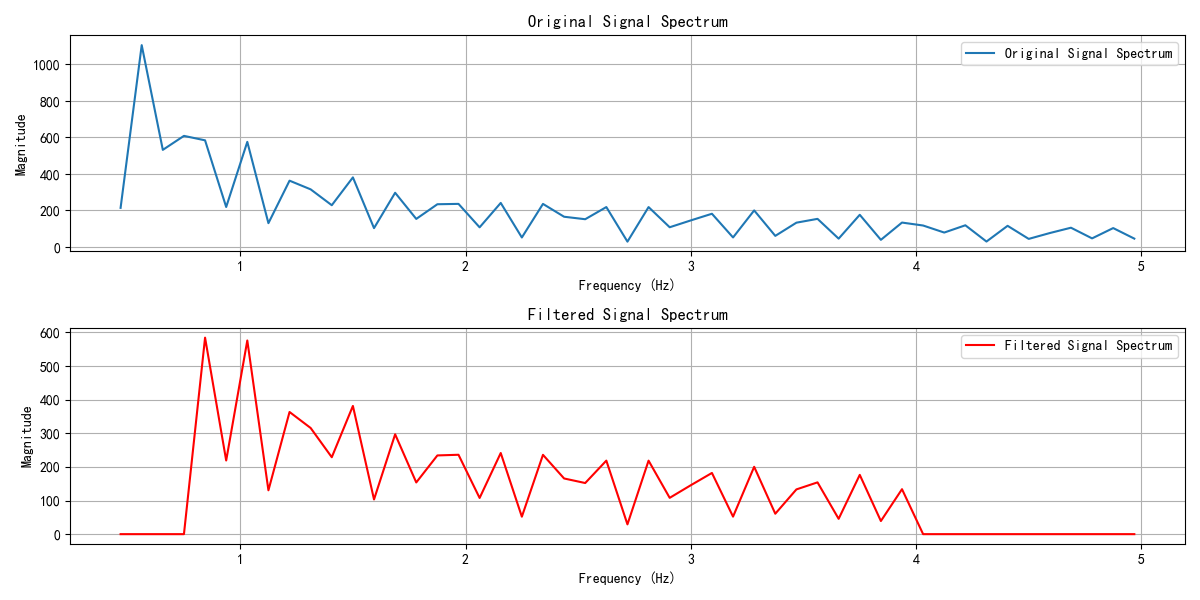 Original Signal Spectrum
Original Signal Spectrum
Magnitude
1000
800
600
400
200
0
1 2 3 4 5
Frequency (Hz)
Filtered Signal Spectrum
Filtered Signal Spectrum
Magnitude
600
500
400
300
200
100
0
1 2 3 4 5
Frequency (Hz)